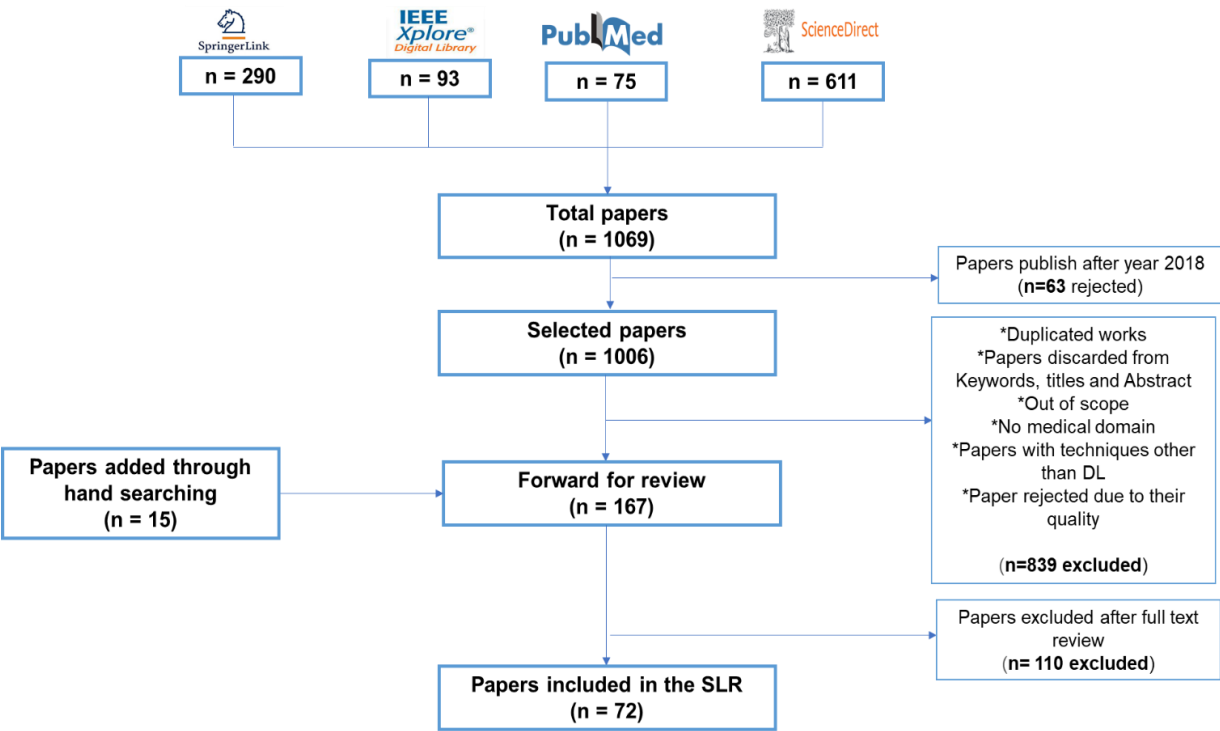 SpringerLink
IEEE
Xplore®
Digital Library
PubMed
ScienceDirect
n = 290
n = 93
n = 75
n = 611
Total papers
(n = 1069)
Papers publish after year 2018
(n=63 rejected)
Selected papers
(n = 1006)
*Duplicated works
*Papers discarded from
Keywords, titles and Abstract
*Out of scope
*No medical domain
*Papers with techniques other
than DL
*Paper rejected due to their
quality
(n=839 excluded)
Papers added through
hand searching
(n = 15)
Forward for review
(n = 167)
Papers excluded after full text
review
(n= 110 excluded)
Papers included in the SLR
(n = 72)